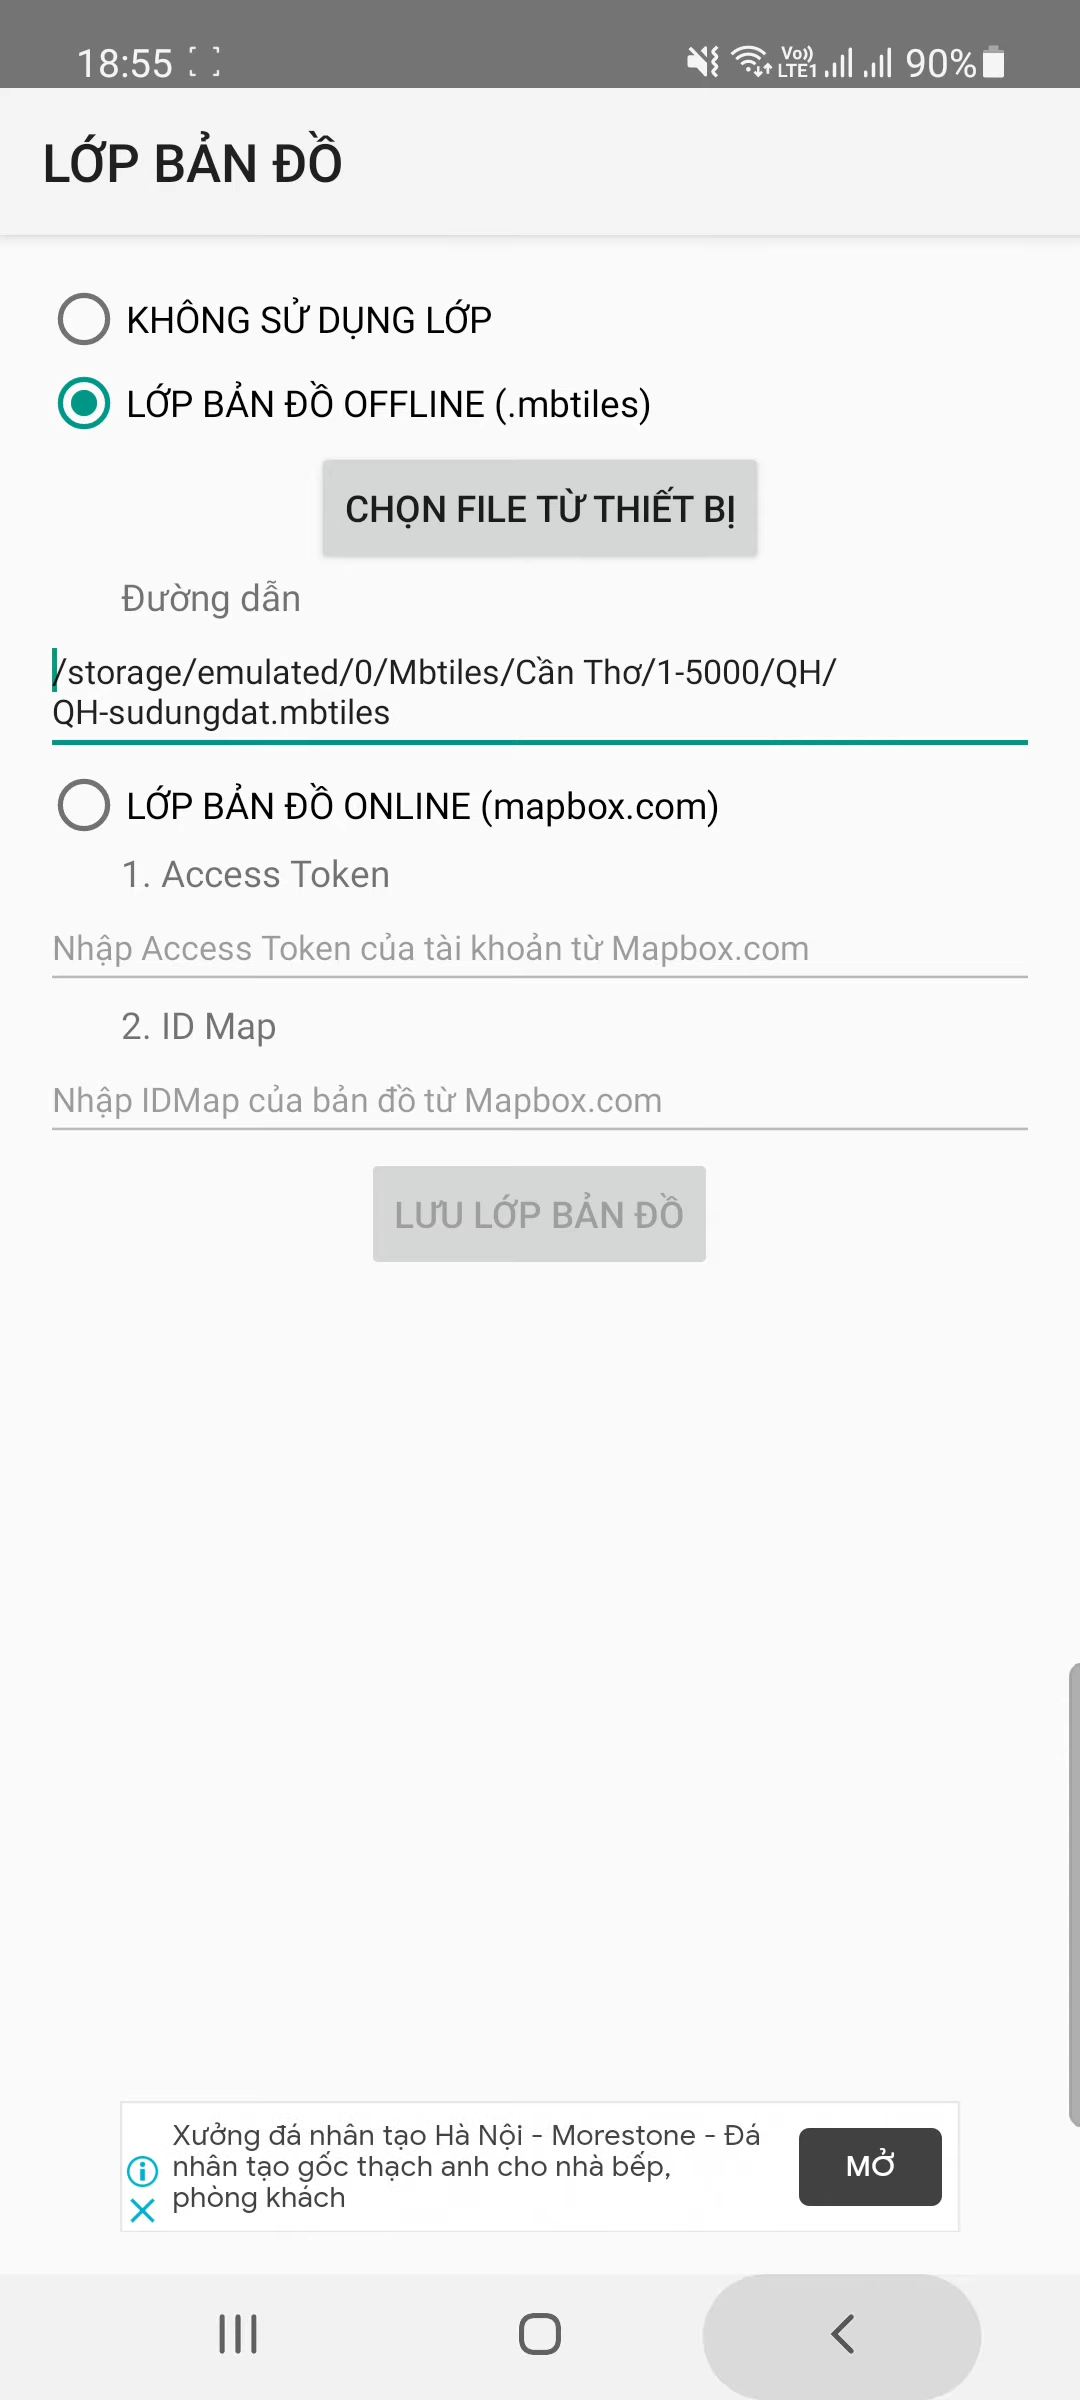 18:55
Vo)) LTE1 90%
LỚP BẢN ĐỒ
KHÔNG SỬ DỤNG LỚP
LỚP BẢN ĐỒ OFFLINE (.mbtiles)
CHỌN FILE TỪ THIẾT BỊ
Đường dẫn
/storage/emulated/0/Mbtiles/Cần Thơ/1-5000/QH/
QH-sudungdat.mbtiles
LỚP BẢN ĐỒ ONLINE (mapbox.com)
1. Access Token
Nhập Access Token của tài khoản từ Mapbox.com
2. ID Map
Nhập IDMap của bản đồ từ Mapbox.com
LƯU LỚP BẢN ĐỒ
Xưởng đá nhân tạo Hà Nội - Morestone - Đá
nhân tạo gốc thạch anh cho nhà bếp,
phòng khách
MỞ